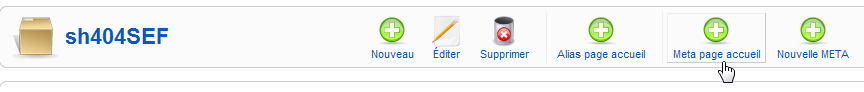 sh404SEF
Nouveau
Éditer
Supprimer
Alias page accueil
Meta page accueil
Nouvelle META